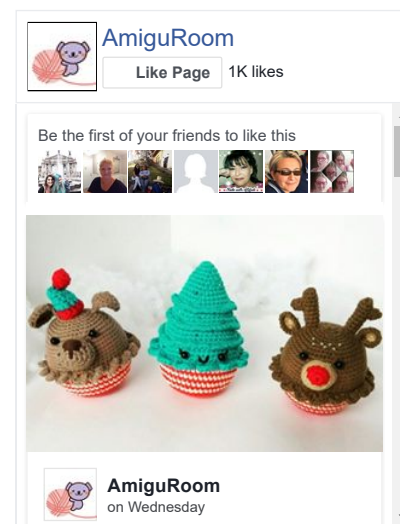 AmiguRoom
Like Page
1K likes
Be the first of your friends to like this
AmiguRoom
on Wednesday